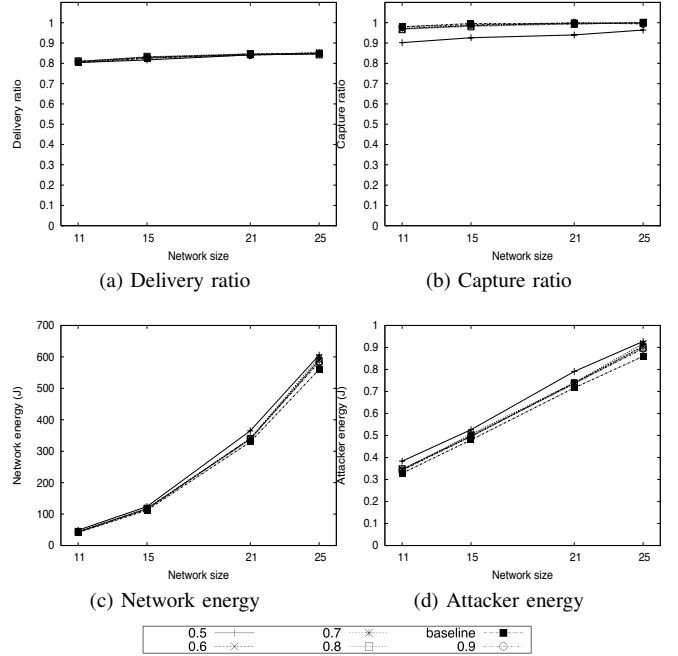 Delivery ratio
1
0.9
0.8
0.7
0.6
0.5
0.4
0.3
0.2
0.1
0
11 15 21 25
Network size
(a) Delivery ratio
Capture ratio
1
0.9
0.8
0.7
0.6
0.5
0.4
0.3
0.2
0.1
0
11 15 21 25
Network size
(b) Capture ratio
Network energy (J)
700
600
500
400
300
200
100
0
11 15 21 25
Network size
(c) Network energy
Attacker energy (J)
1
0.9
0.8
0.7
0.6
0.5
0.4
0.3
0.2
0.1
0
11 15 21 25
Network size
(d) Attacker energy
0.5 0.7 baseline
0.6 0.8 0.9